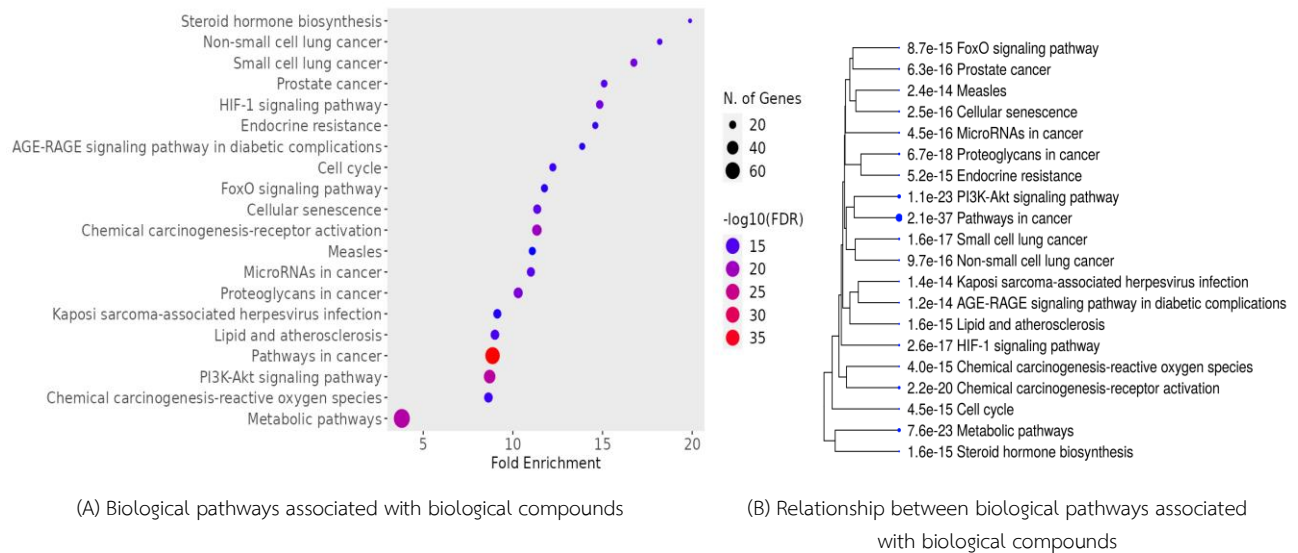 Steroid hormone biosynthesis
Non-small cell lung cancer
Small cell lung cancer
Prostate cancer
HIF-1 signaling pathway
Endocrine resistance
AGE-RAGE signaling pathway in diabetic complications
Cell cycle
FoxO signaling pathway
Cellular senescence
Chemical carcinogenesis-receptor activation
Measles
MicroRNAs in cancer
Proteoglycans in cancer
Kaposi sarcoma-associated herpesvirus infection
Lipid and atherosclerosis
Pathways in cancer
PI3K-Akt signaling pathway
Chemical carcinogenesis-reactive oxygen species
Metabolic pathways
5 10 15 20
Fold Enrichment
N. of Genes
20
40
60
-log10(FDR)
15
20
25
30
35
(A) Biological pathways associated with biological compounds
8.7e-15 FoxO signaling pathway
6.3e-16 Prostate cancer
2.4e-14 Measles
2.5e-16 Cellular senescence
4.5e-16 MicroRNAs in cancer
6.7e-18 Proteoglycans in cancer
5.2e-15 Endocrine resistance
1.1e-23 PI3K-Akt signaling pathway
2.1e-37 Pathways in cancer
1.6e-17 Small cell lung cancer
9.7e-16 Non-small cell lung cancer
1.4e-14 Kaposi sarcoma-associated herpesvirus infection
1.2e-14 AGE-RAGE signaling pathway in diabetic complications
1.6e-15 Lipid and atherosclerosis
2.6e-17 HIF-1 signaling pathway
4.0e-15 Chemical carcinogenesis-reactive oxygen species
2.2e-20 Chemical carcinogenesis-receptor activation
4.5e-15 Cell cycle
7.6e-23 Metabolic pathways
1.6e-15 Steroid hormone biosynthesis
(B) Relationship between biological pathways associated
with biological compounds